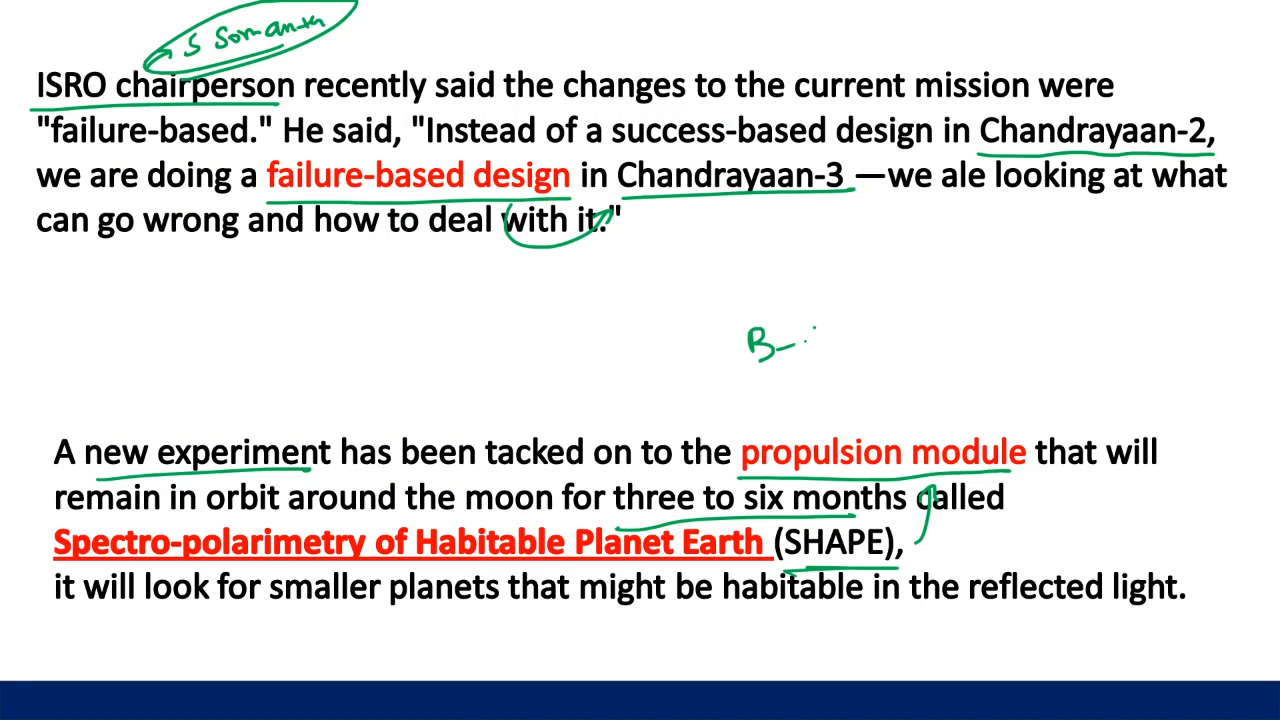 S Somanath
ISRO chairperson recently said the changes to the current mission were
"failure-based." He said, "Instead of a success-based design in Chandrayaan-2,
we are doing a failure-based design in Chandrayaan-3 —we ale looking at what
can go wrong and how to deal with it."
B-
A new experiment has been tacked on to the propulsion module that will
remain in orbit around the moon for three to six months called
Spectro-polarimetry of Habitable Planet Earth (SHAPE),
it will look for smaller planets that might be habitable in the reflected light.